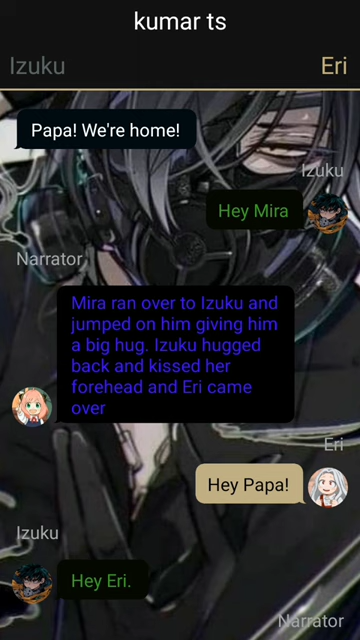 kumar ts
Izuku
Eri
Papa! We're home!
Izuku
Hey Mira
Narrator
Mira ran over to Izuku and
jumped on him giving him
a big hug. Izuku hugged
back and kissed her
forehead and Eri came
over
Eri
Hey Papa!
Izuku
Hey Eri.
Narrator